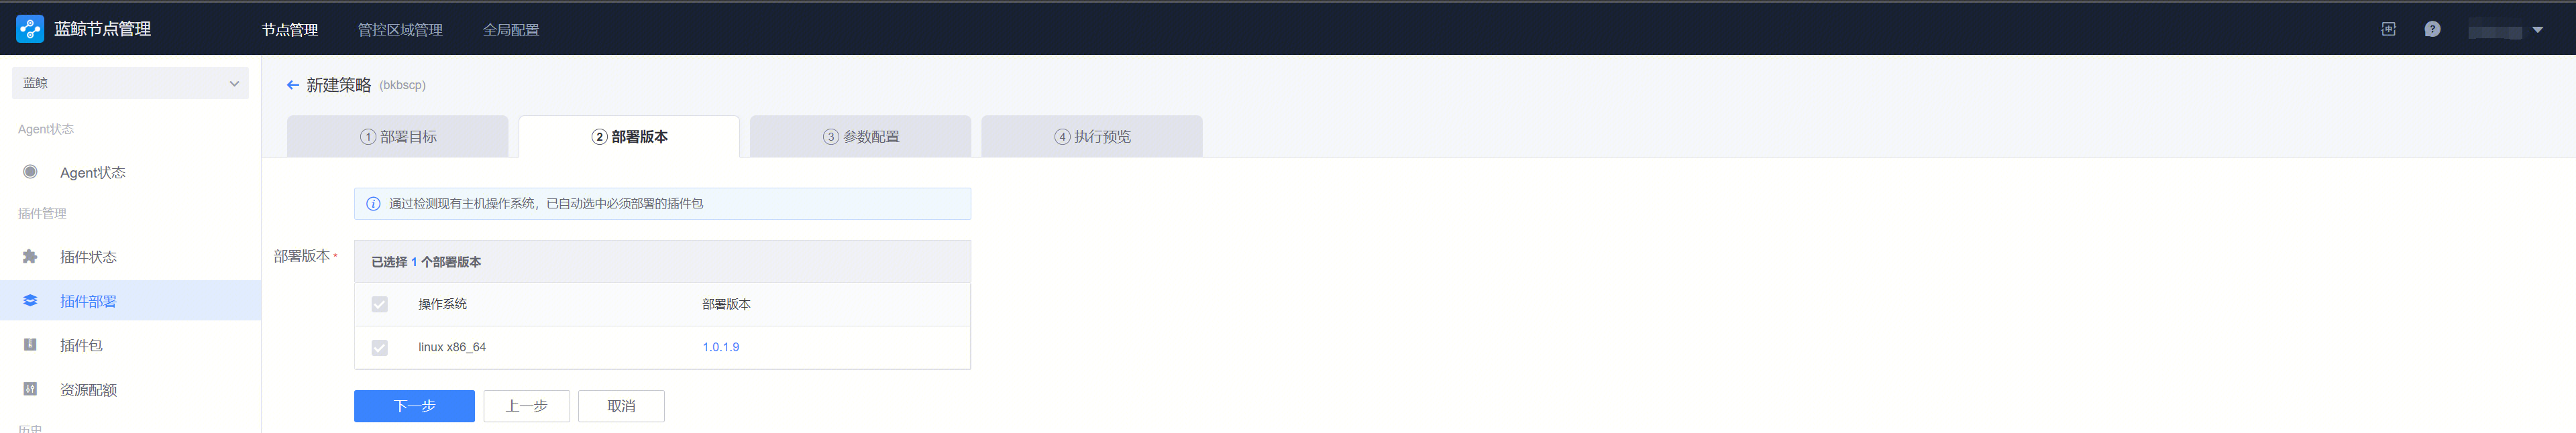 蓝鲸节点管理 节点管理 管控区域管理 全局配置
蓝鲸
Agent状态
Agent状态
插件管理
插件状态
插件部署
插件包
资源配额
历史
新建策略 (bkbscp)
1 部署目标 2 部署版本 3 参数配置 4 执行预览
通过检测现有主机操作系统，已自动选中必须部署的插件包
部署版本 *
已选择 1 个部署版本
操作系统 部署版本
linux x86_64 1.0.1.9
下一步 上一步 取消